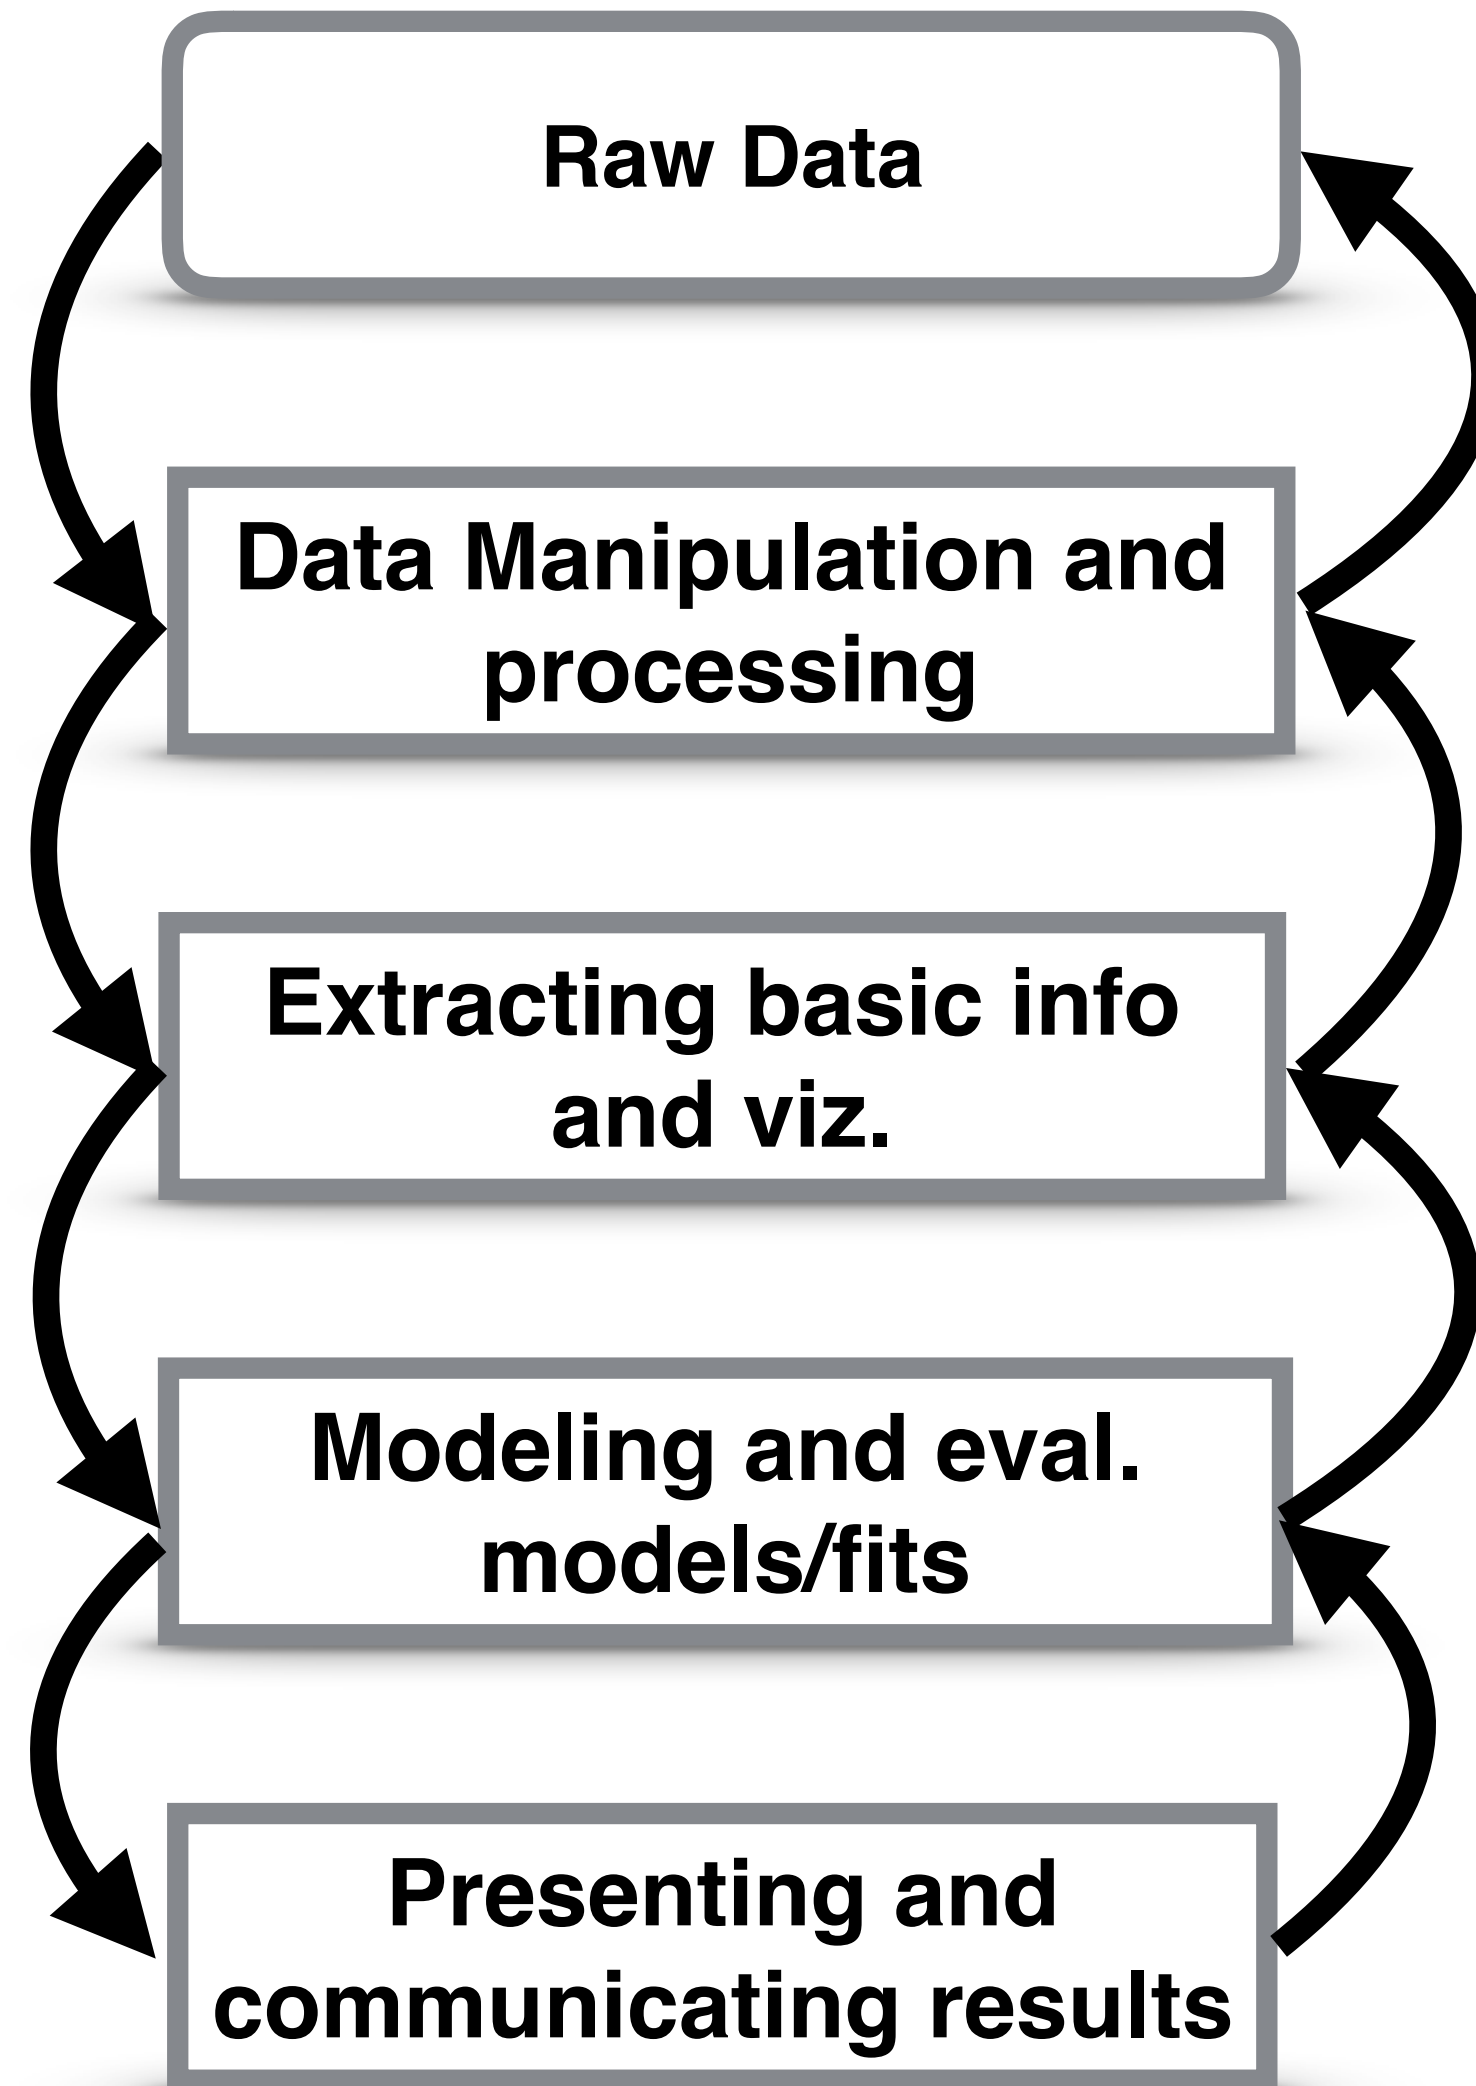 Raw Data
Data Manipulation and
processing
Extracting basic info
and viz.
Modeling and eval.
models/fits
Presenting and
communicating results